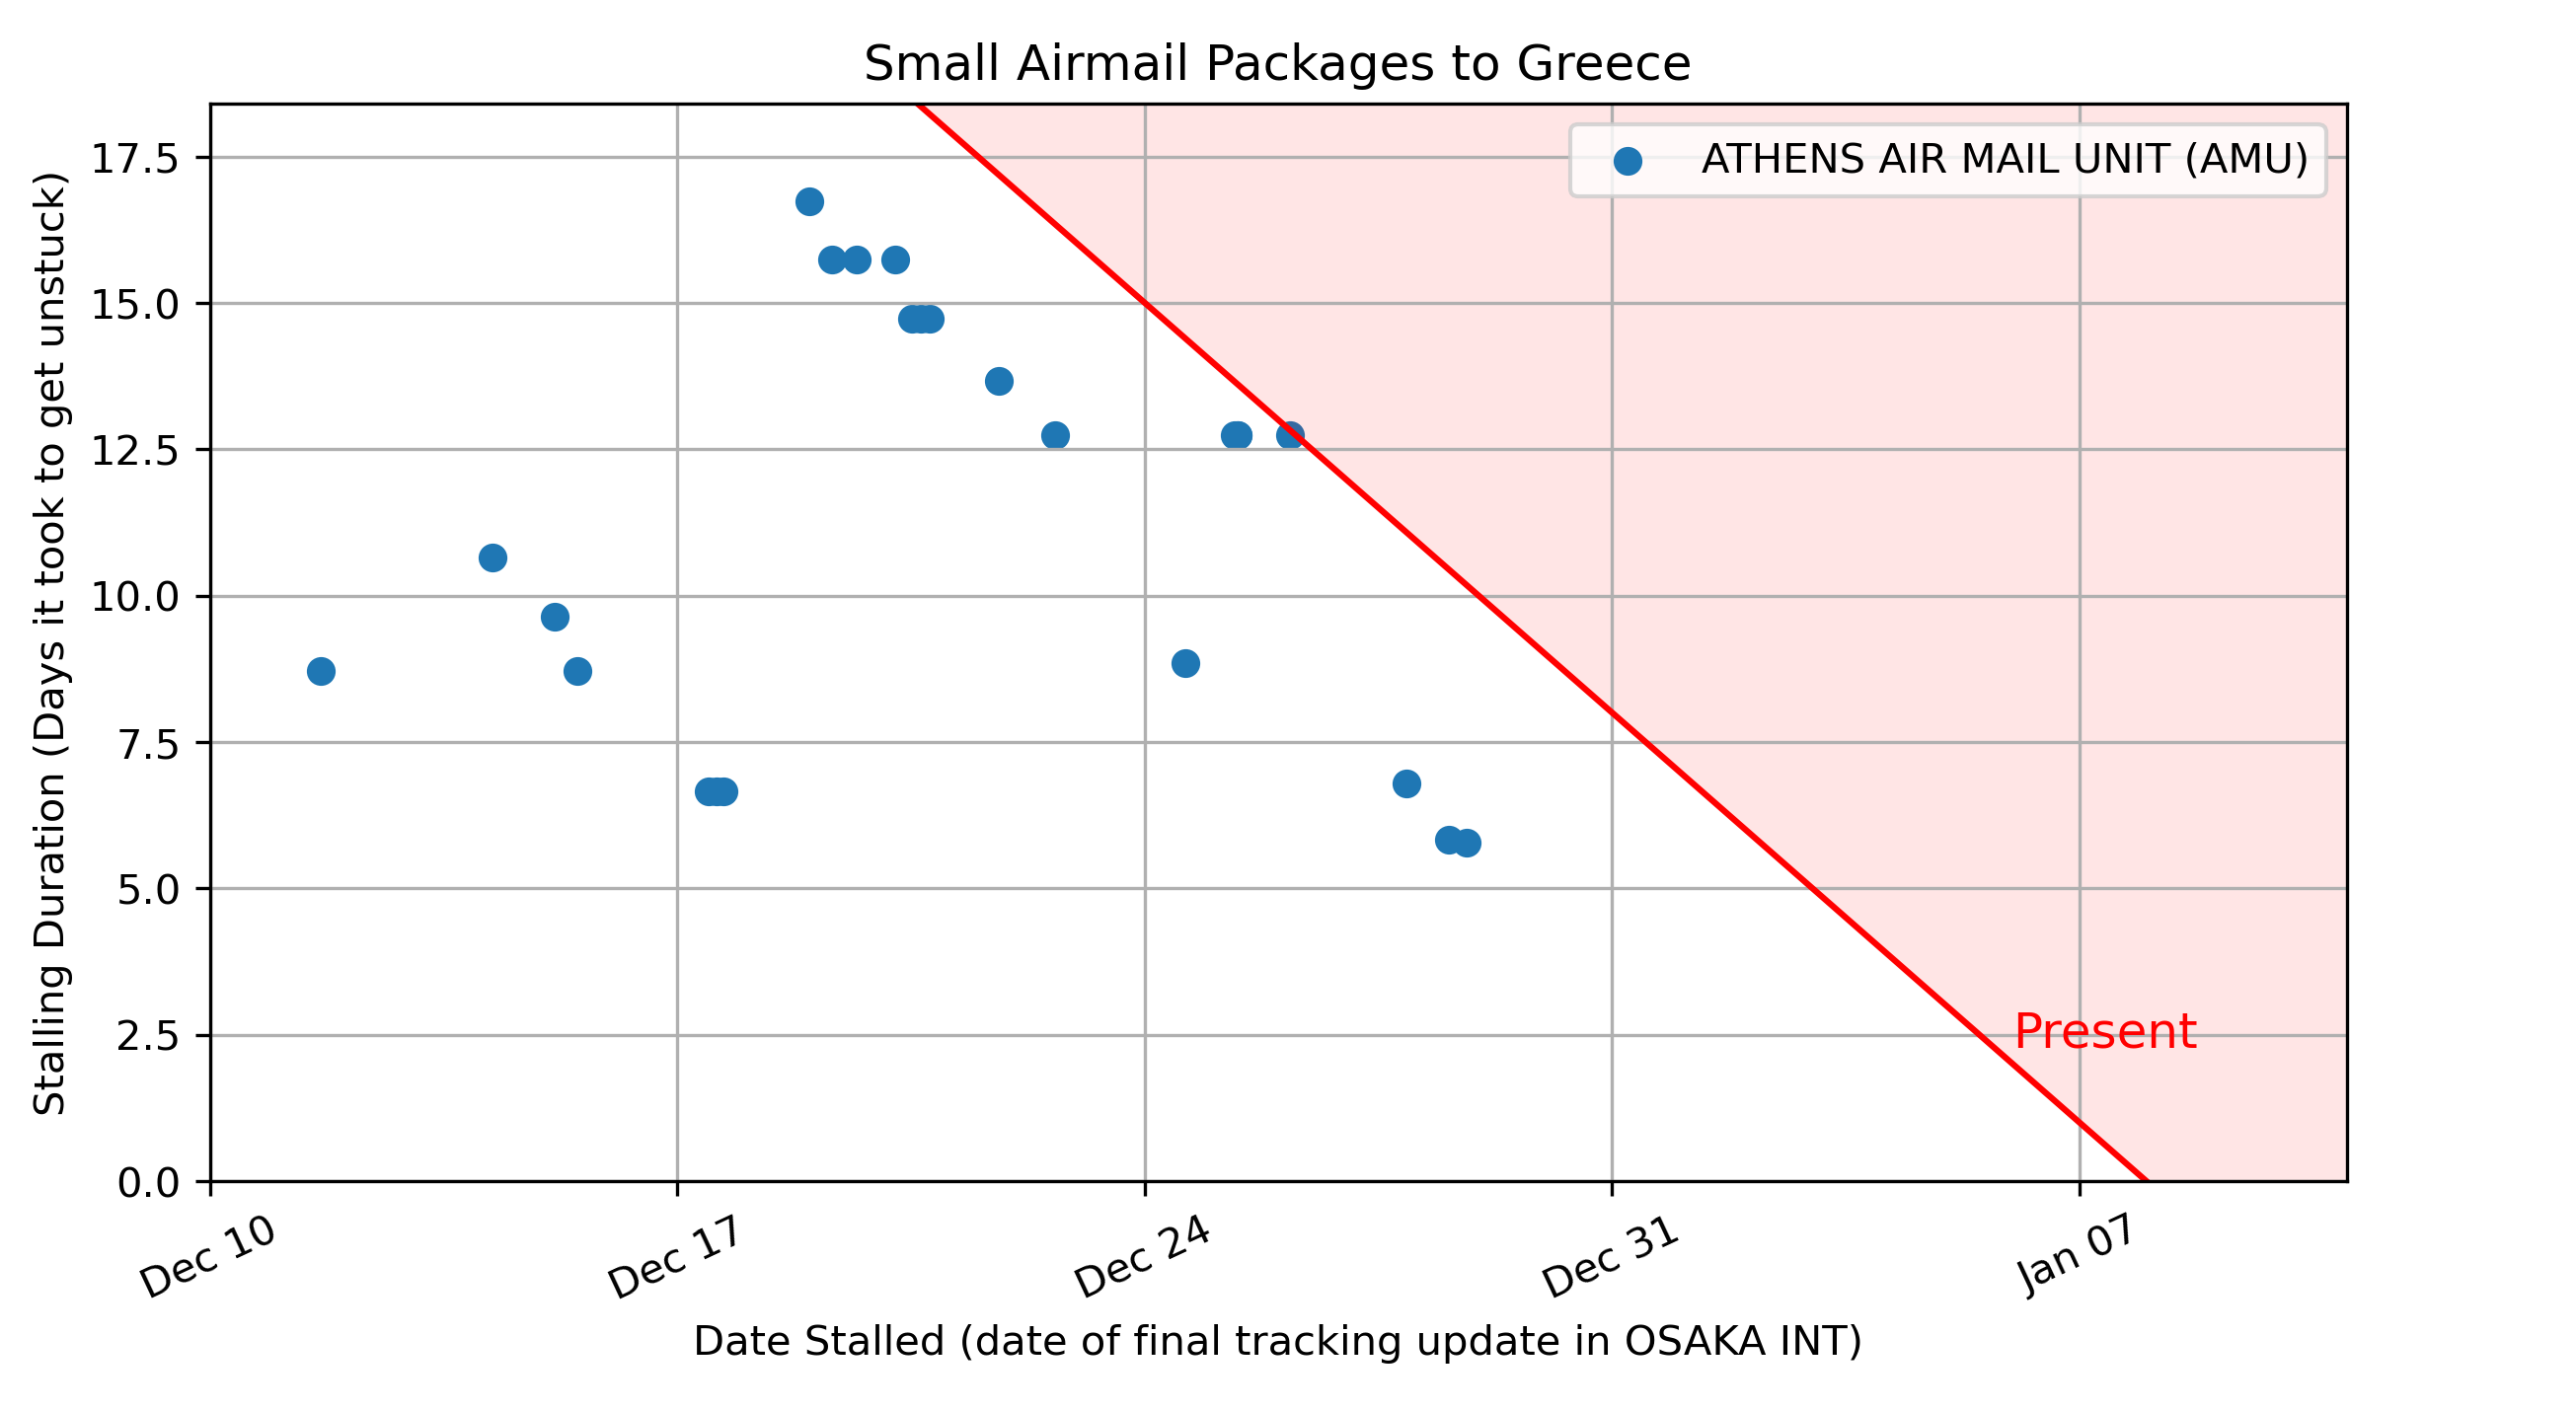 Small Airmail Packages to Greece
ATHENS AIR MAIL UNIT (AMU)
Stalling Duration (Days it took to get unstuck)
17.5
15.0
12.5
10.0
7.5
5.0
2.5
0.0
Present
Dec 10
Dec 17
Dec 24
Dec 31
Jan 07
Date Stalled (date of final tracking update in OSAKA INT)